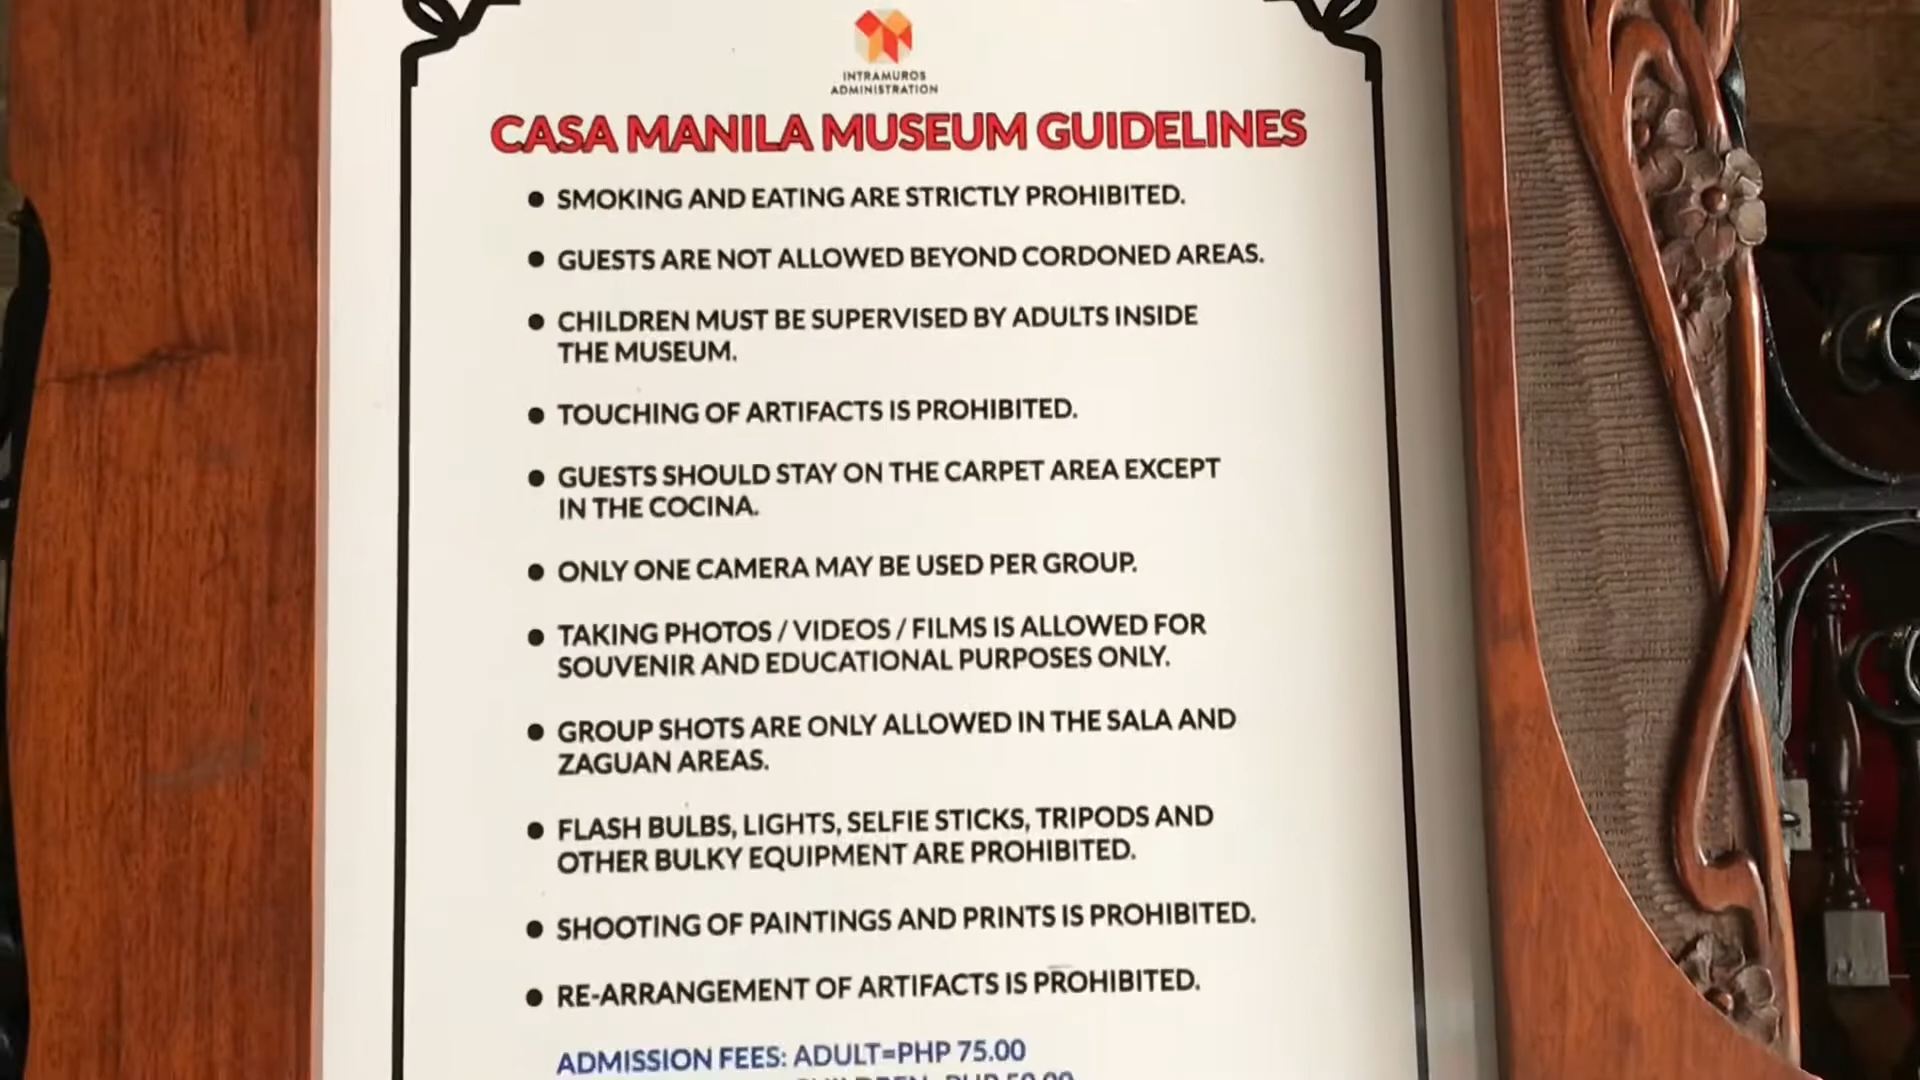 INTRAMUROS
ADMINISTRATION
CASA MANILA MUSEUM GUIDELINES
● SMOKING AND EATING ARE STRICTLY PROHIBITED.
● GUESTS ARE NOT ALLOWED BEYOND CORDONED AREAS.
● CHILDREN MUST BE SUPERVISED BY ADULTS INSIDE
THE MUSEUM.
● TOUCHING OF ARTIFACTS IS PROHIBITED.
● GUESTS SHOULD STAY ON THE CARPET AREA EXCEPT
IN THE COCINA.
● ONLY ONE CAMERA MAY BE USED PER GROUP.
● TAKING PHOTOS / VIDEOS / FILMS IS ALLOWED FOR
SOUVENIR AND EDUCATIONAL PURPOSES ONLY.
● GROUP SHOTS ARE ONLY ALLOWED IN THE SALA AND
ZAGUAN AREAS.
● FLASH BULBS, LIGHTS, SELFIE STICKS, TRIPODS AND
OTHER BULKY EQUIPMENT ARE PROHIBITED.
● SHOOTING OF PAINTINGS AND PRINTS IS PROHIBITED.
● RE-ARRANGEMENT OF ARTIFACTS IS PROHIBITED.
ADMISSION FEES: ADULT=PHP 75.00
CHILDREN=PHP 50.00